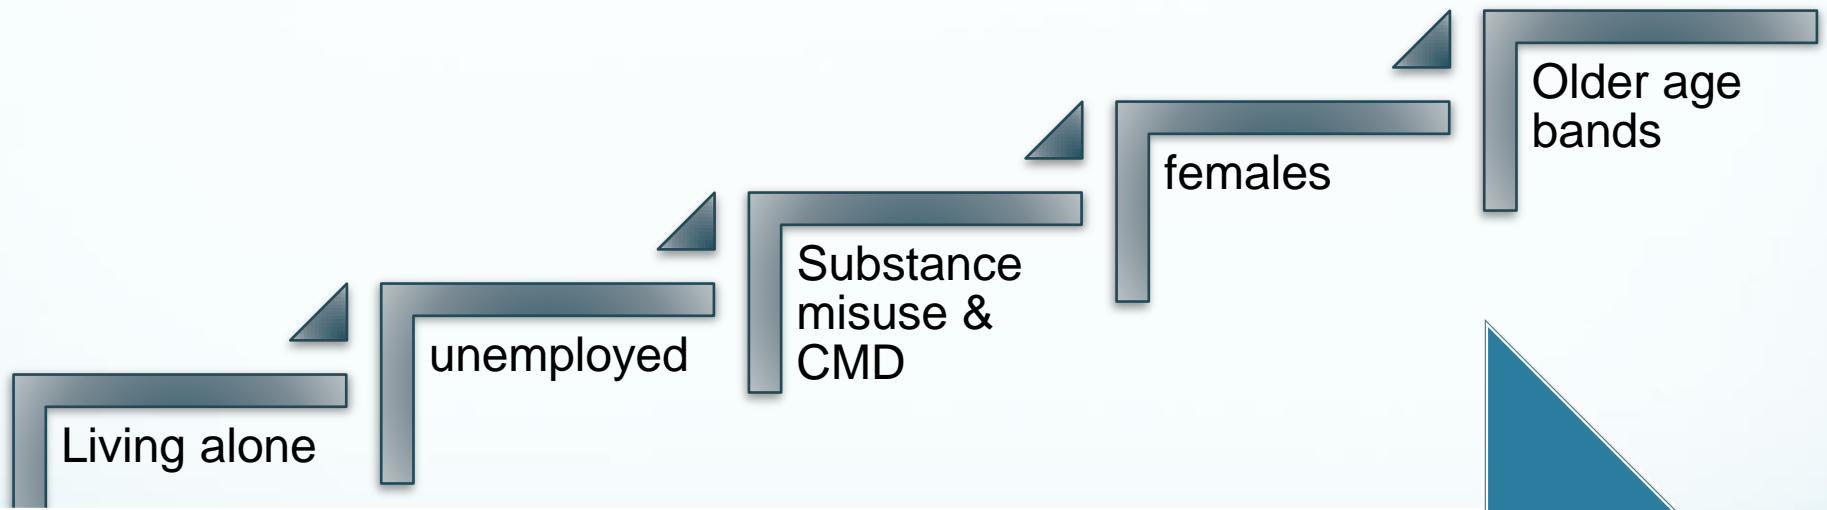 Living alone
unemployed
Substance
misuse &
CMD
females
Older age
bands